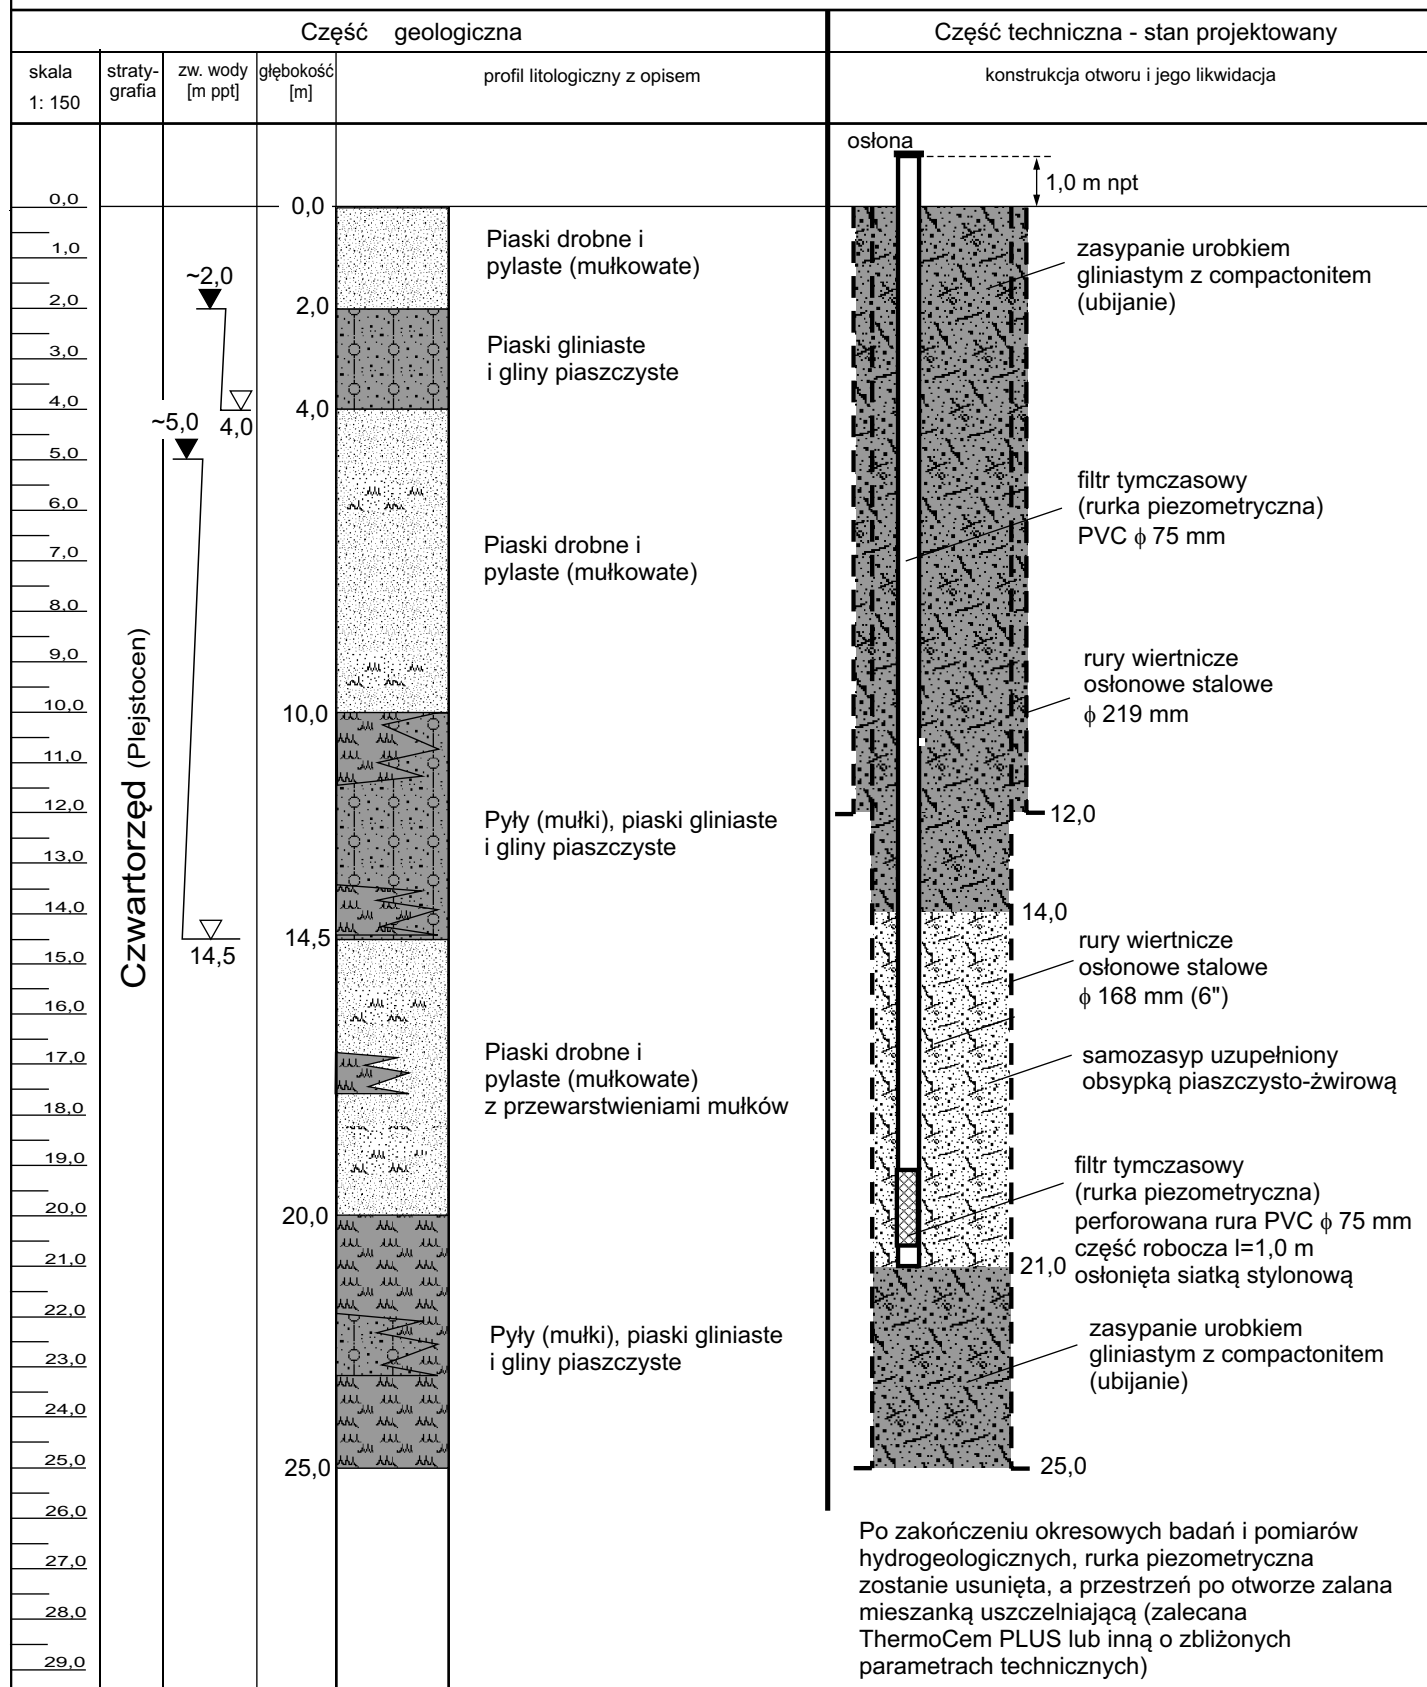 Część geologiczna
Część techniczna - stan projektowany
skala
1: 150
straty-
grafia
zw. wody
[m ppt]
głębokość
[m]
profil litologiczny z opisem
konstrukcja otworu i jego likwidacja
0,0
1,0
2,0
3,0
4,0
5,0
6,0
7,0
8,0
9,0
10,0
11,0
12,0
13,0
14,0
15,0
16,0
17,0
18,0
19,0
20,0
21,0
22,0
23,0
24,0
25,0
26,0
27,0
28,0
29,0
Czwartorzęd (Plejstocen)
~2,0
4,0
~5,0
14,5
0,0
2,0
4,0
10,0
14,5
20,0
25,0
Piaski drobne i
pylaste (mułkowate)
Piaski gliniaste
i gliny piaszczyste
Piaski drobne i
pylaste (mułkowate)
Pyły (mułki), piaski gliniaste
i gliny piaszczyste
Piaski drobne i
pylaste (mułkowate)
z przewarstwieniami mułków
Pyły (mułki), piaski gliniaste
i gliny piaszczyste
osłona
1,0 m npt
zasypanie urobkiem
gliniastym z compactonitem
(ubijanie)
filtr tymczasowy
(rurka piezometryczna)
PVC ϕ 75 mm
rury wiertnicze
osłonowe stalowe
ϕ 219 mm
12,0
14,0
rury wiertnicze
osłonowe stalowe
ϕ 168 mm (6")
samozasyp uzupełniony
obsypką piaszczysto-żwirową
filtr tymczasowy
(rurka piezometryczna)
perforowana rura PVC ϕ 75 mm
część robocza l=1,0 m
osłonięta siatką stylonową
21,0
zasypanie urobkiem
gliniastym z compactonitem
(ubijanie)
25,0
Po zakończeniu okresowych badań i pomiarów
hydrogeologicznych, rurka piezometryczna
zostanie usunięta, a przestrzeń po otworze zalana
mieszanką uszczelniającą (zalecana
ThermoCem PLUS lub inną o zbliżonych
parametrach technicznych)